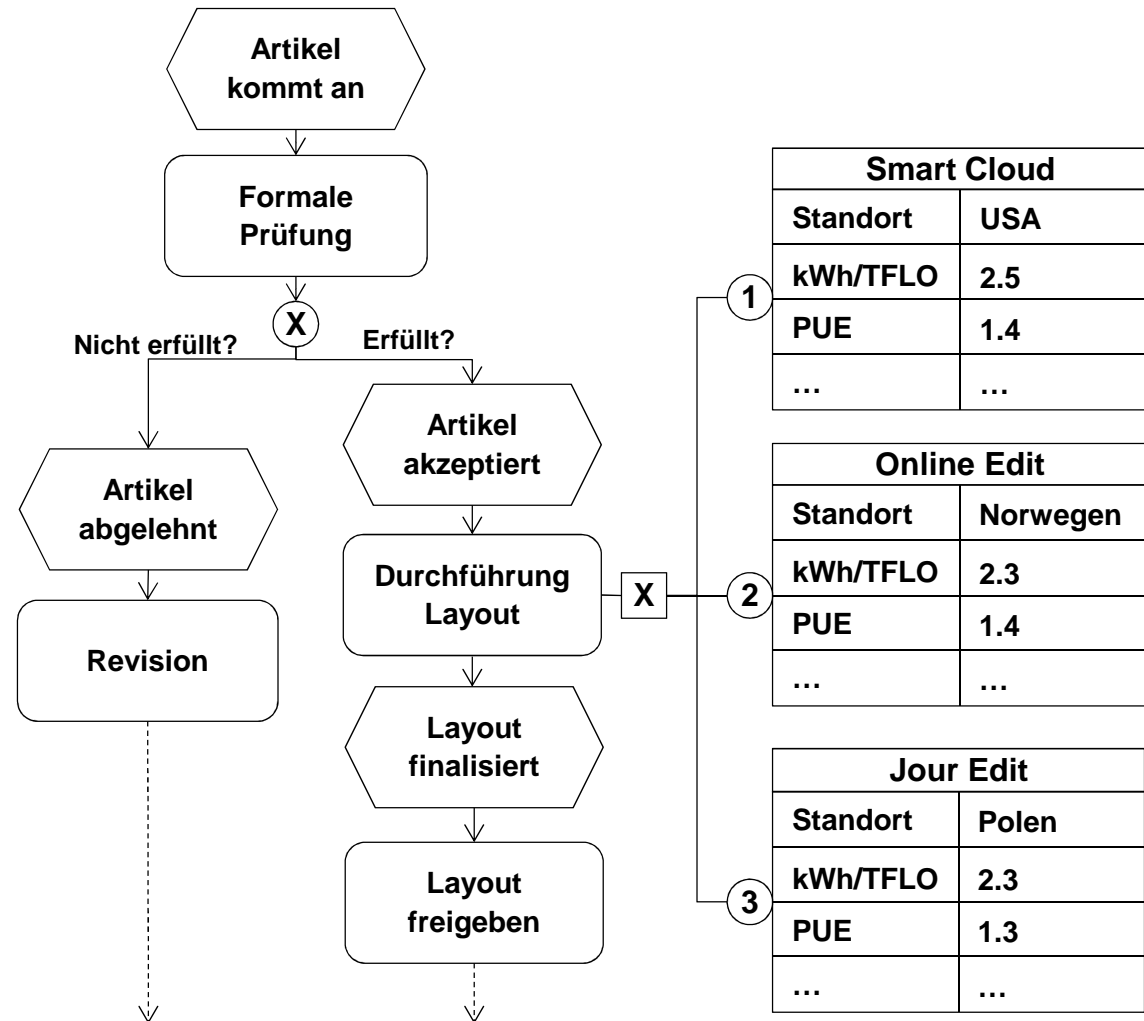 Artikel
kommt an
Formale
Prüfung
X
Nicht erfüllt?
Erfüllt?
Artikel
abgelehnt
Revision
Artikel
akzeptiert
Durchführung
Layout
X
Layout
finalisiert
Layout
freigeben
1
Smart Cloud
Standort USA
kWh/TFLO 2.5
PUE 1.4
... ...
2
Online Edit
Standort Norwegen
kWh/TFLO 2.3
PUE 1.4
... ...
3
Jour Edit
Standort Polen
kWh/TFLO 2.3
PUE 1.3
... ...